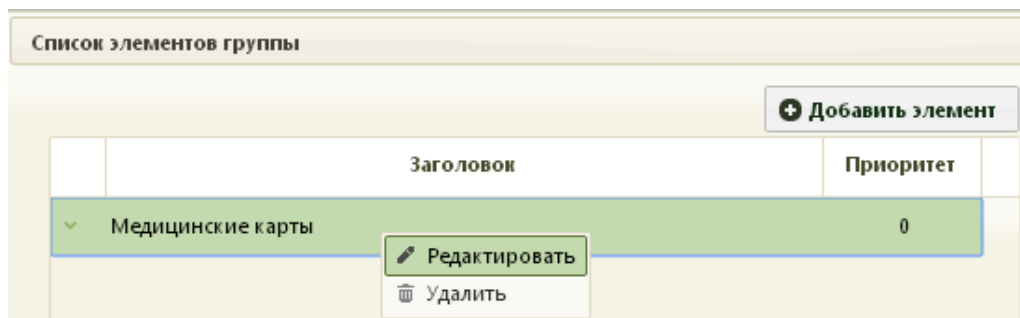 Список элементов группы
Добавить элемент
Заголовок Приоритет
Медицинские карты 0
Редактировать
Удалить